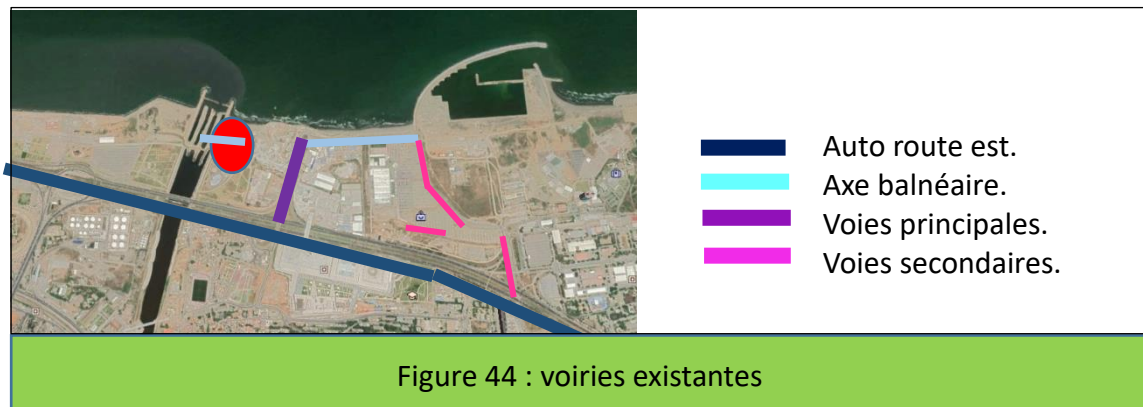 Auto route est.
Axe balnéaire.
Voies principales.
Voies secondaires.
Figure 44 : voiries existantes